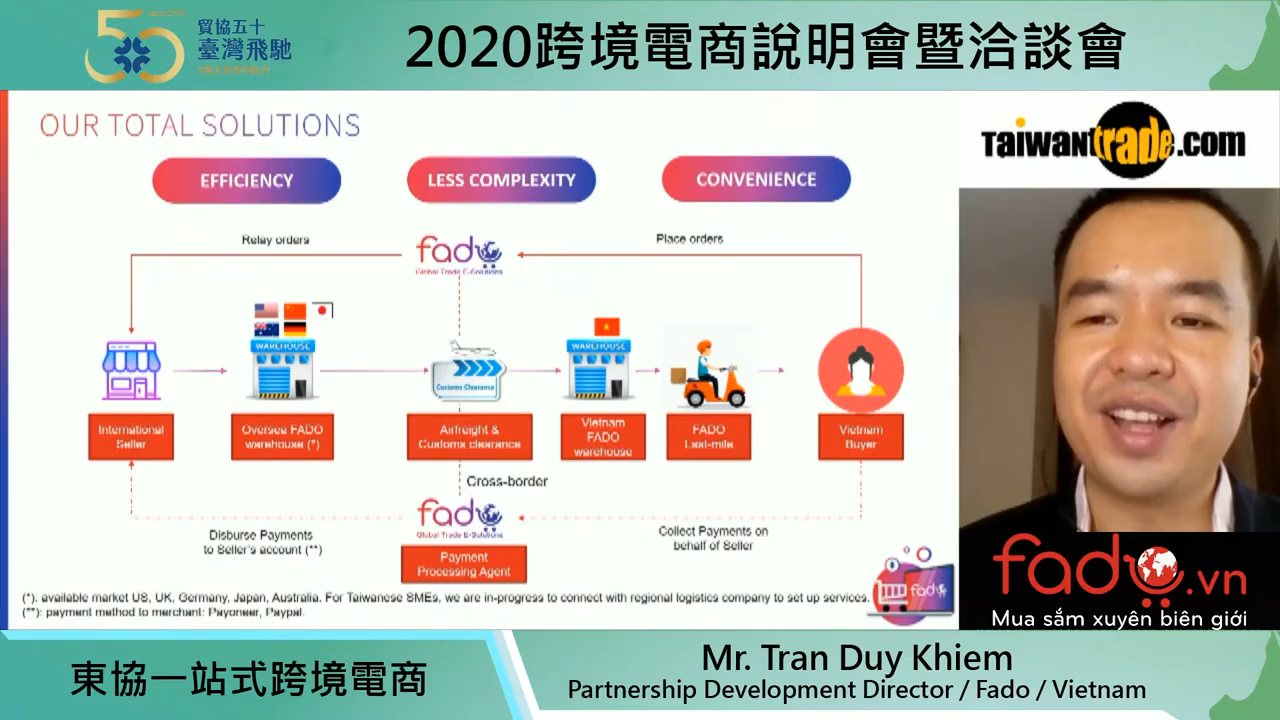 50
貿協五十
臺灣飛馳
2020跨境電商說明會暨洽談會
TAIWANTRADE.COM
OUR TOTAL SOLUTIONS
EFFICIENCY
LESS COMPLEXITY
CONVENIENCE
Relay orders
fado
Global Trade E-Solutions
Place orders
WAREHOUSE
Customs Clearance
WAREHOUSE
International
Seller
Oversea FADO
warehouse (*)
Airfreight &
Customs clearance
Vietnam
FADO
warehouse
FADO
Last-mile
Vietnam
Buyer
Cross-border
fado
Global Trade E-Solutions
Disburse Payments
to Seller's account (**)
Collect Payments on
behalf of Seller
Payment
Processing Agent
fado
(*): available market US, UK, Germany, Japan, Australia. For Taiwanese SMEs, we are in-progress to connect with regional logistics company to set up services.
(**): payment method to merchant: Payoneer, Paypal.
fado.vn
Mua sắm xuyên biên giới
東協一站式跨境電商
Mr. Tran Duy Khiem
Partnership Development Director / Fado / Vietnam